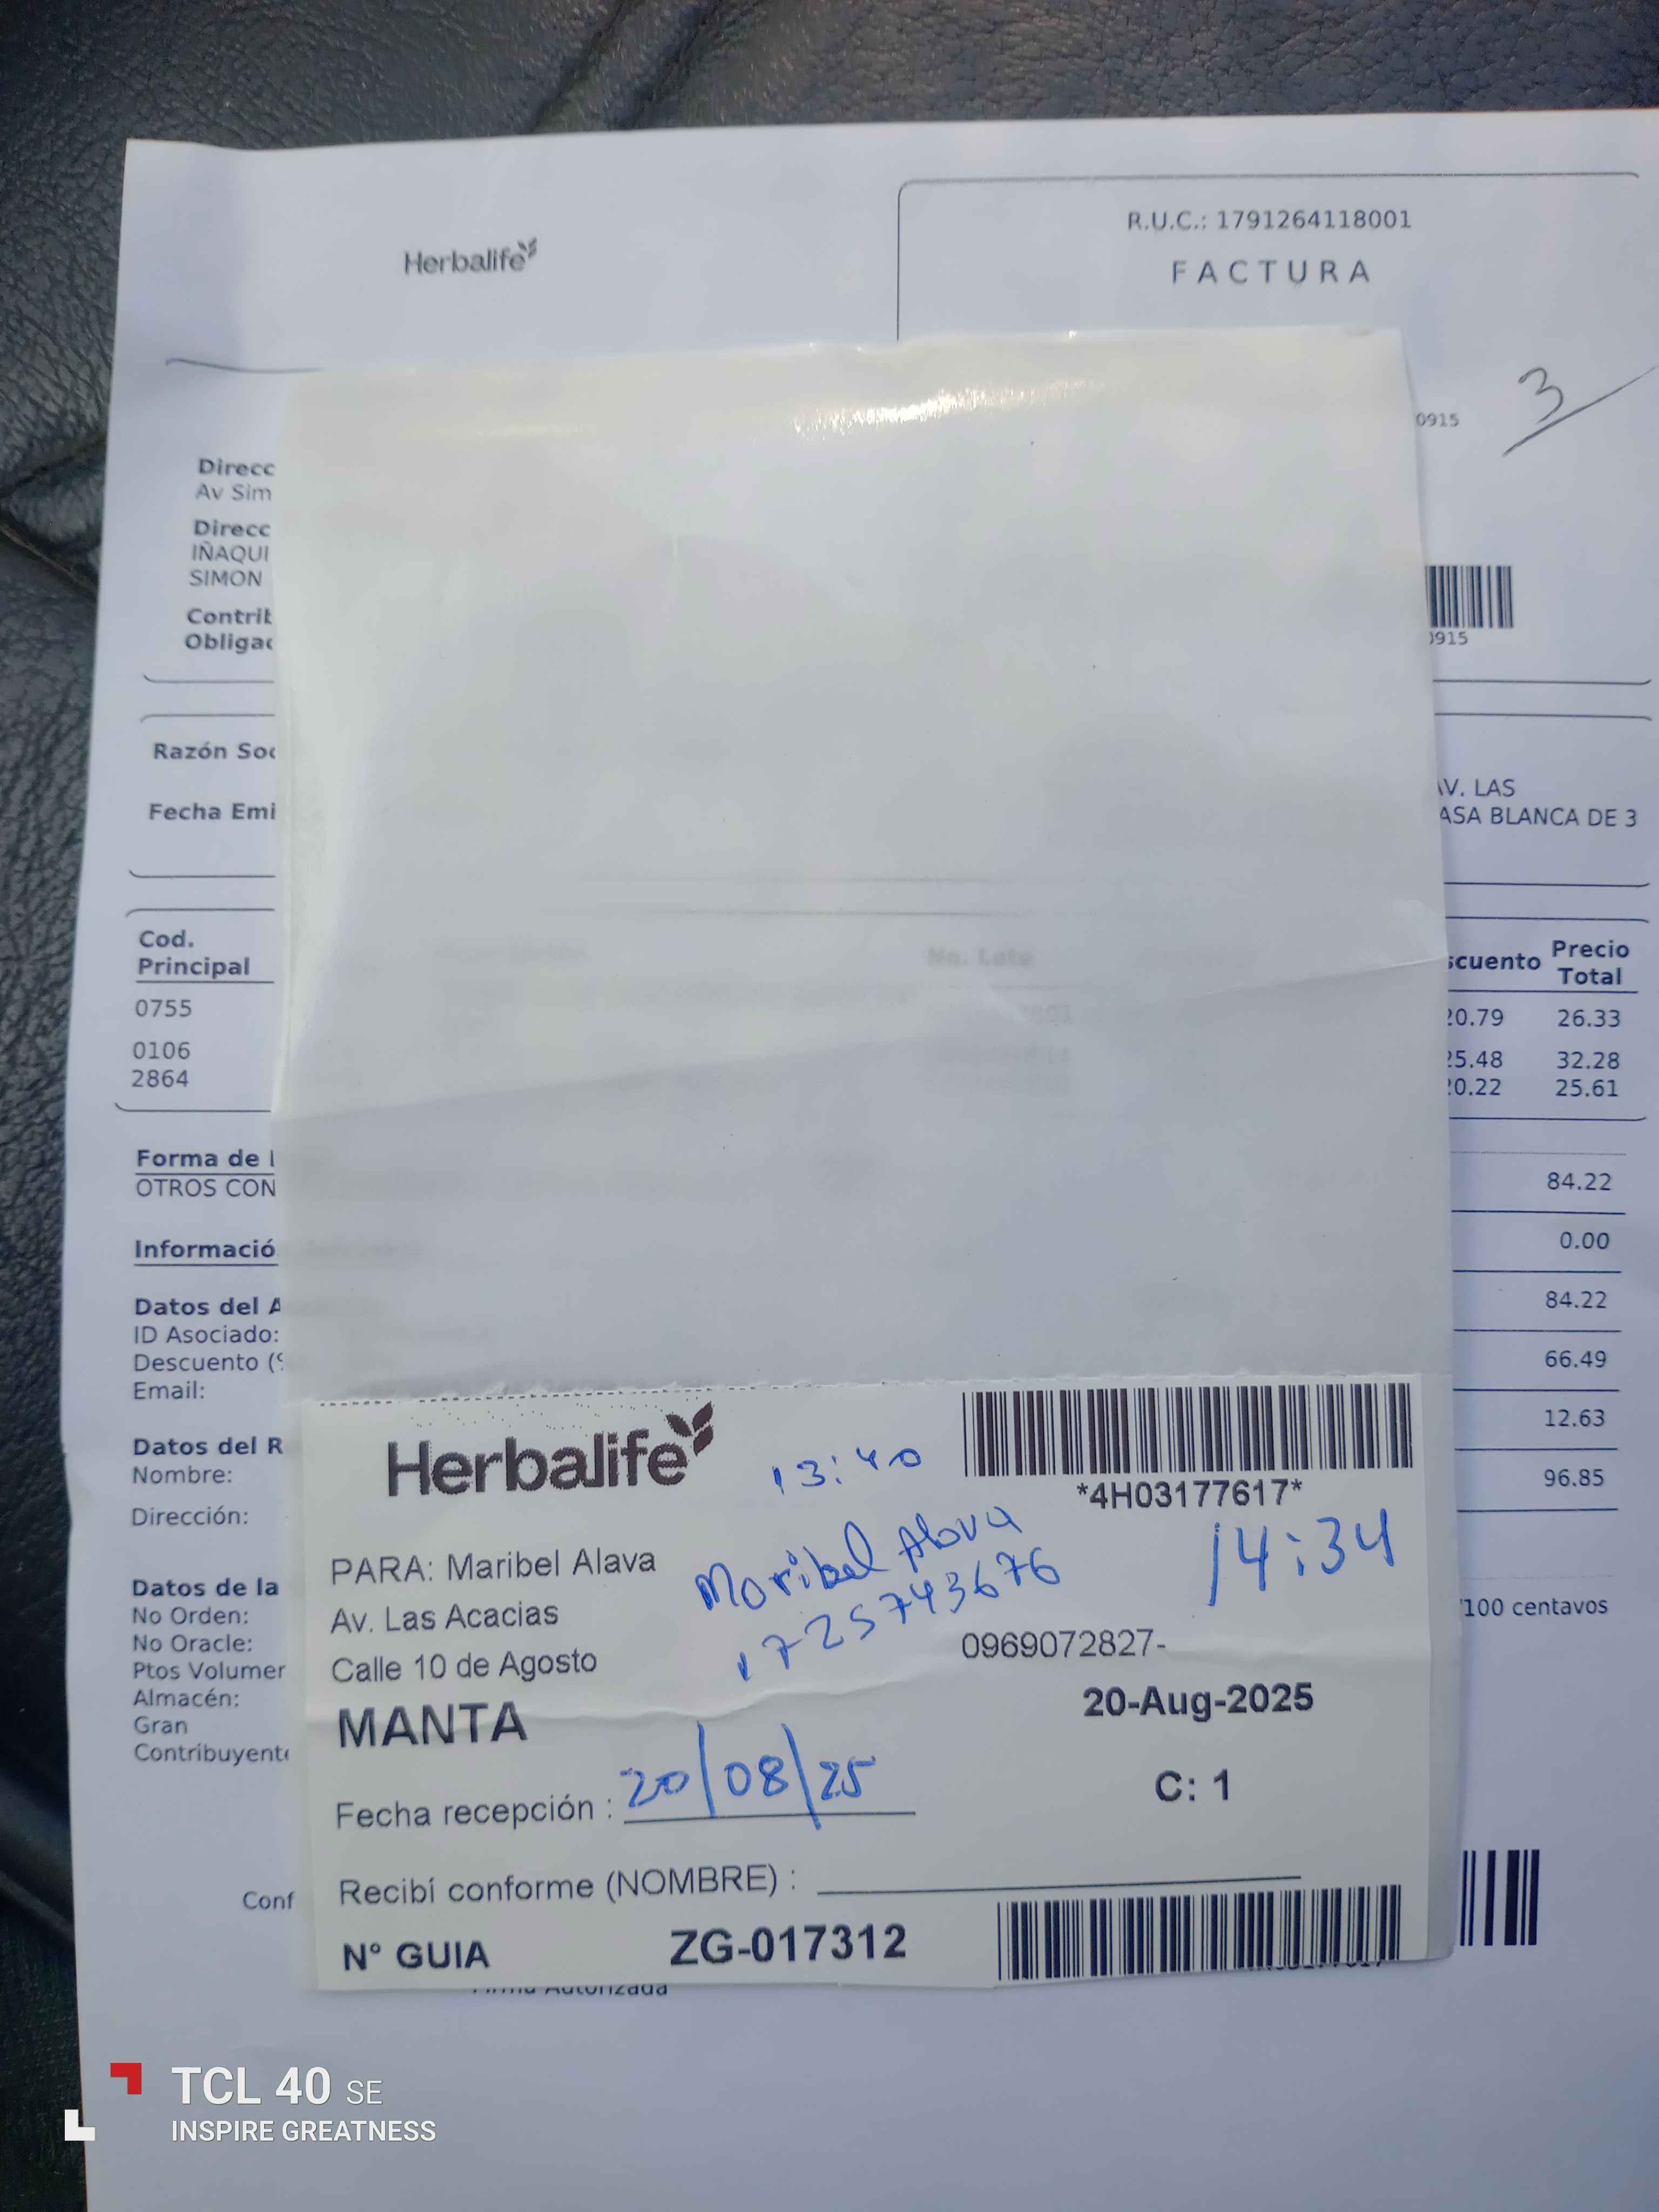 Herbalife
R.U.C.: 1791264118001
FACTURA
3
0915
Direcc
Av Sim
Direcc
IÑAQUI
SIMON
Contrib
Obligac
0915
Razón Soc
Fecha Emi
AV. LAS
ASA BLANCA DE 3
Cod. Principal
No. Lote
scuento
Precio Total
0755 20.79 26.33
0106 25.48 32.28
2864 20.22 25.61
Forma de
OTROS CON
84.22
Informació
0.00
Datos del A
84.22
ID Asociado:
Descuento (%
66.49
Email:
12.63
Datos del R
Nombre:
96.85
Dirección:
Datos de la
No Orden:
/100 centavos
No Oracle:
Ptos Volumen
Almacén:
Gran
Contribuyente
Conf
Herbalife
13:40
*4H03177617*
14:34
PARA: Maribel Alava
Maribel Alava
1725743676
Av. Las Acacias
Calle 10 de Agosto
0969072827-
MANTA
20-Aug-2025
Fecha recepción : 20/08/25
C: 1
Recibí conforme (NOMBRE) :
N° GUIA ZG-017312
Firma Autorizada
TCL 40 SE
INSPIRE GREATNESS